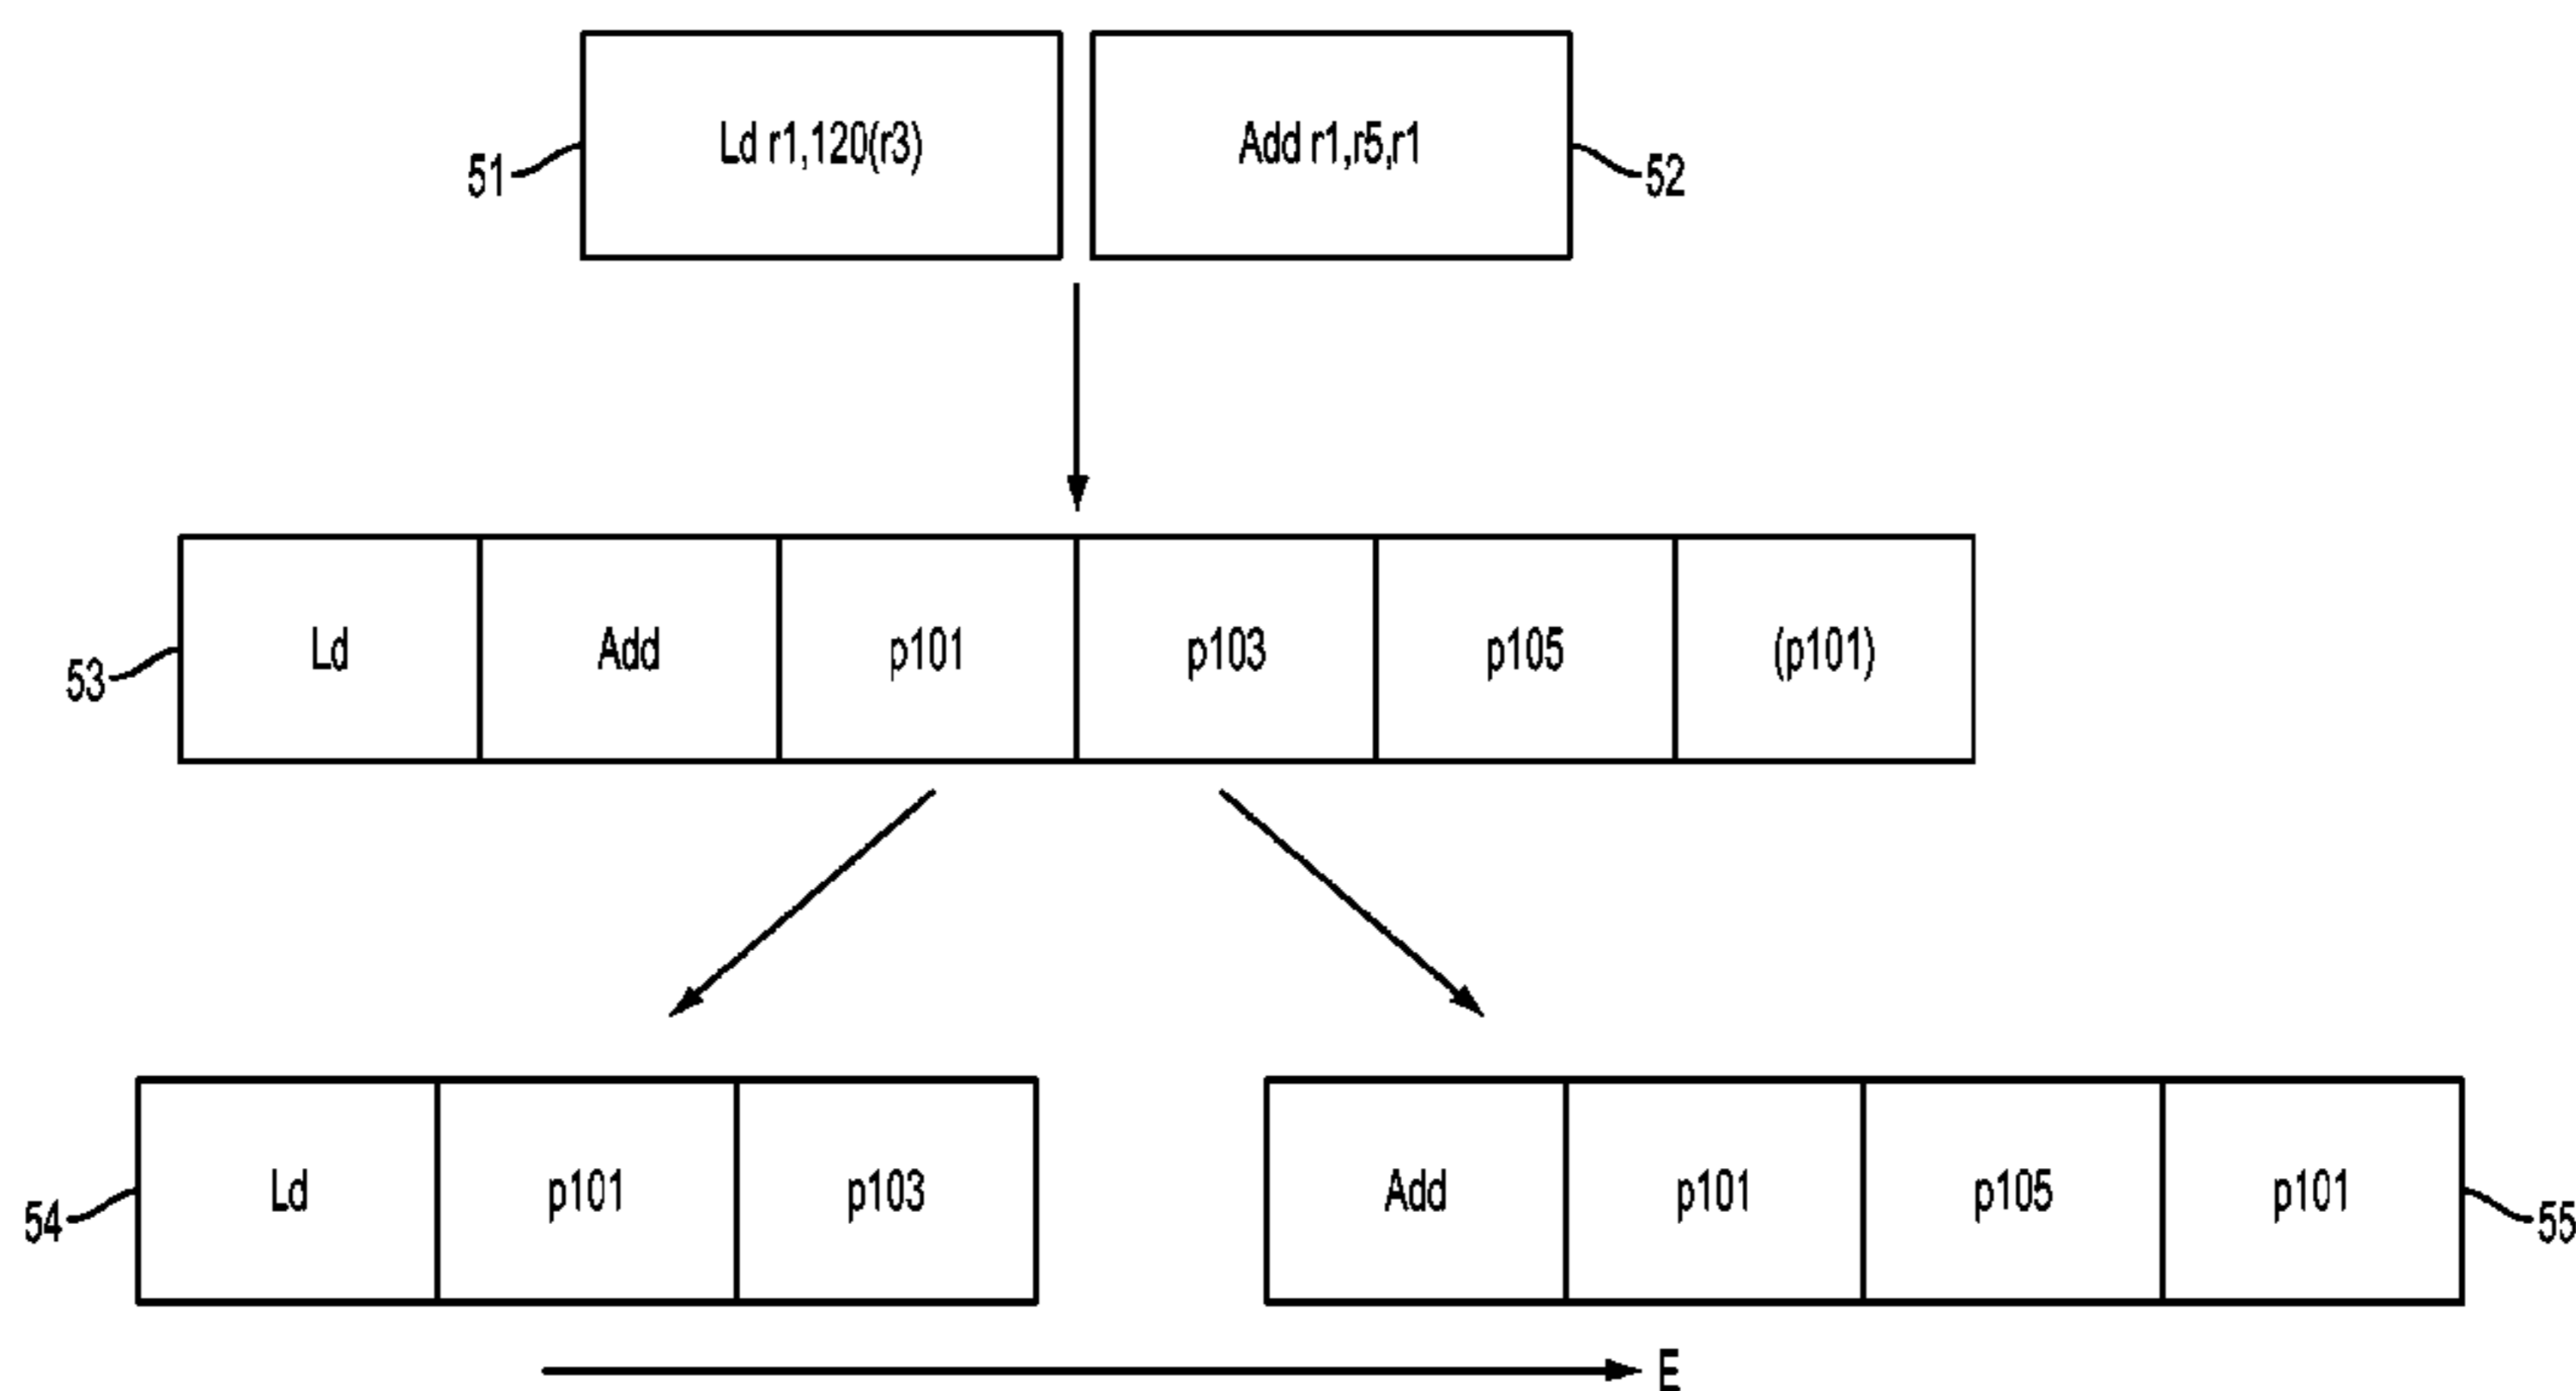 Ld r1,120(r3)
Add r1,r5,r1
51
52
Ld
Add
p101
p103
p105
(p101)
53
Ld
p101
p103
Add
p101
p105
p101
54
55
E